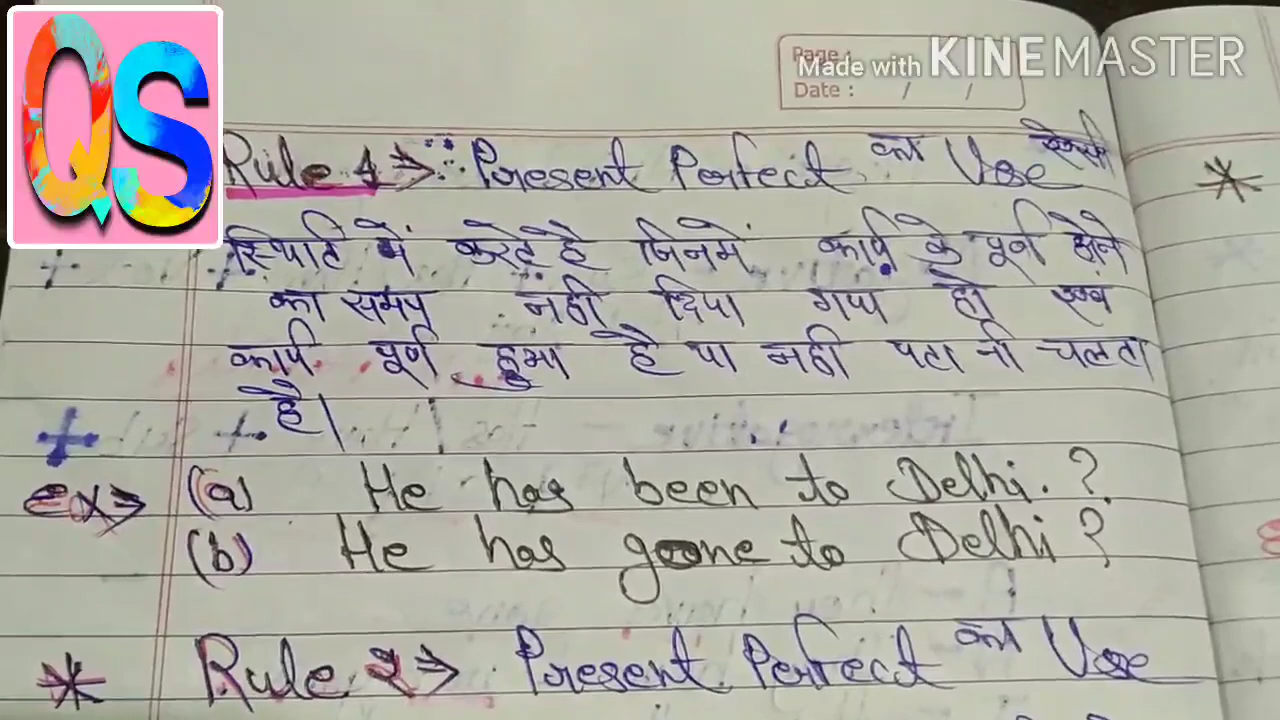 QS
Page :
Made with KINEMASTER
Date : / /
Rule 1⇒ Present Perfect का Use ऐसी
स्थिति में करते है जिनमें कार्य के पूर्ण होने
का समय नहीं दिया गया हो एवं
कार्य पूर्ण हुआ है या नही पता नी चलता
है।
ex⇒ (a) He has been to Delhi. ?
(b) He has gone to Delhi ?
* Rule 2⇒ Present Perfect का Use